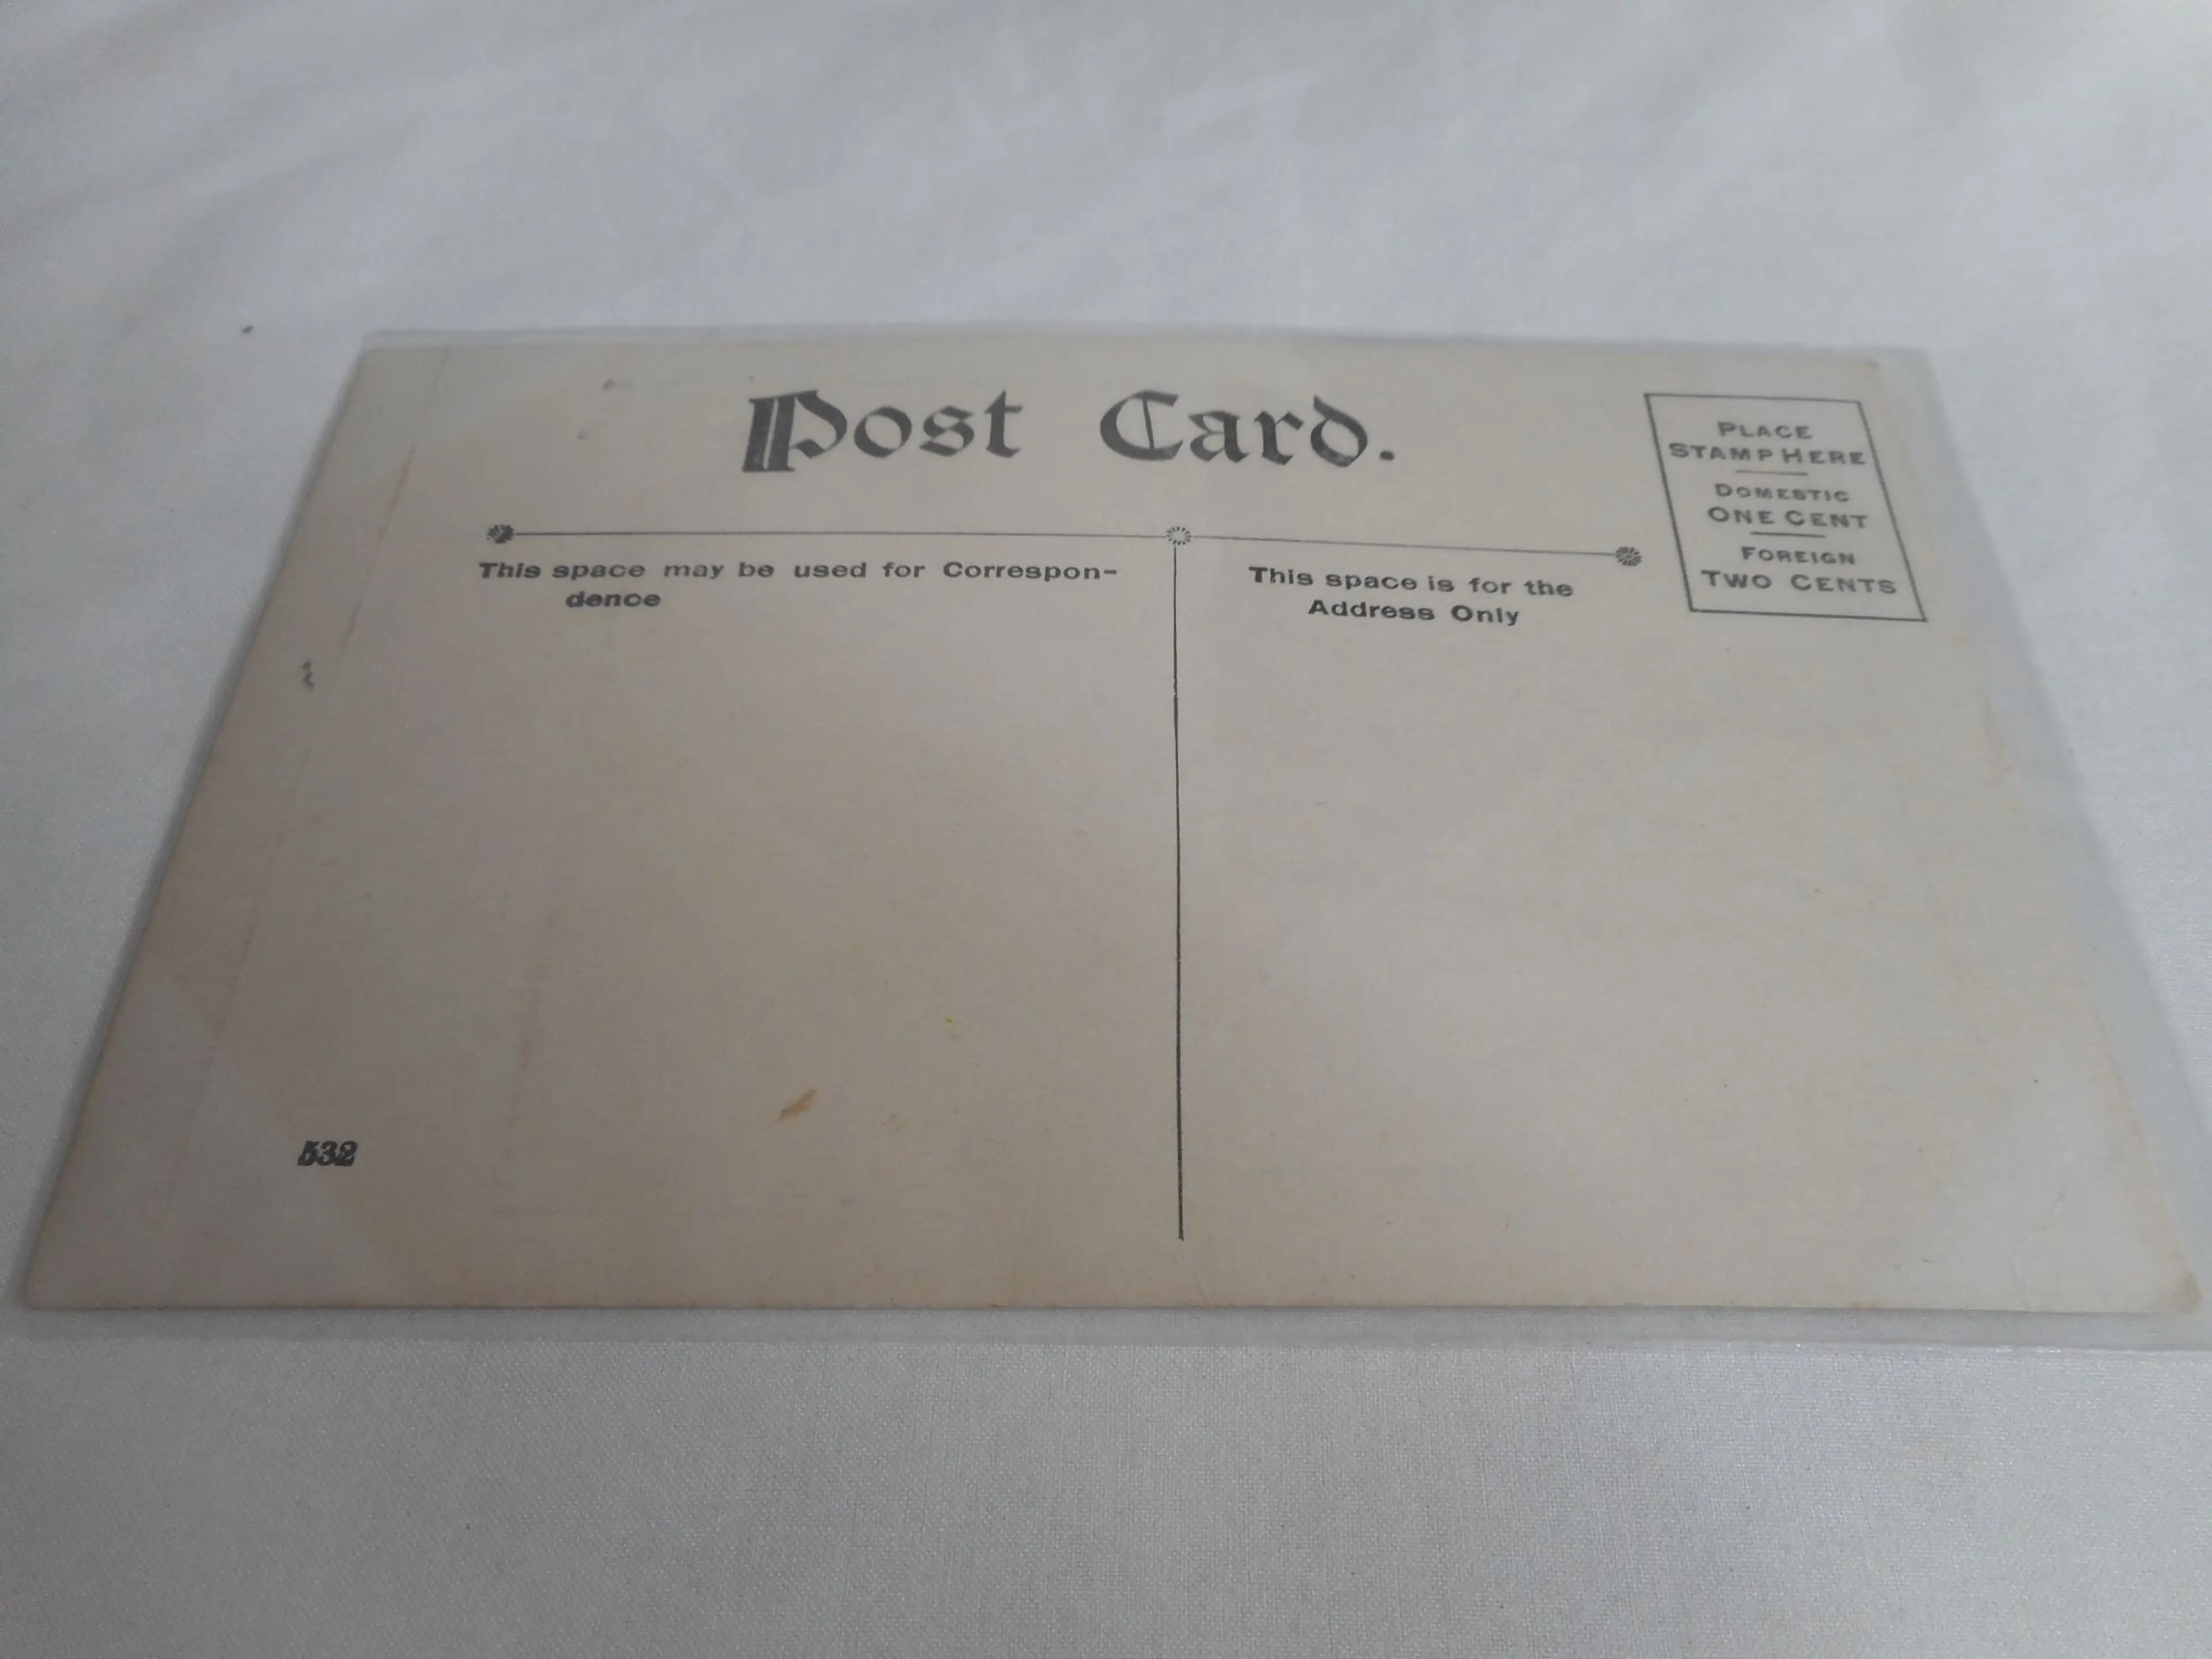 Post Card.
PLACE
STAMP HERE
DOMESTIC
ONE CENT
FOREIGN
TWO CENTS
This space may be used for Correspon-
dence
This space is for the
Address Only
532